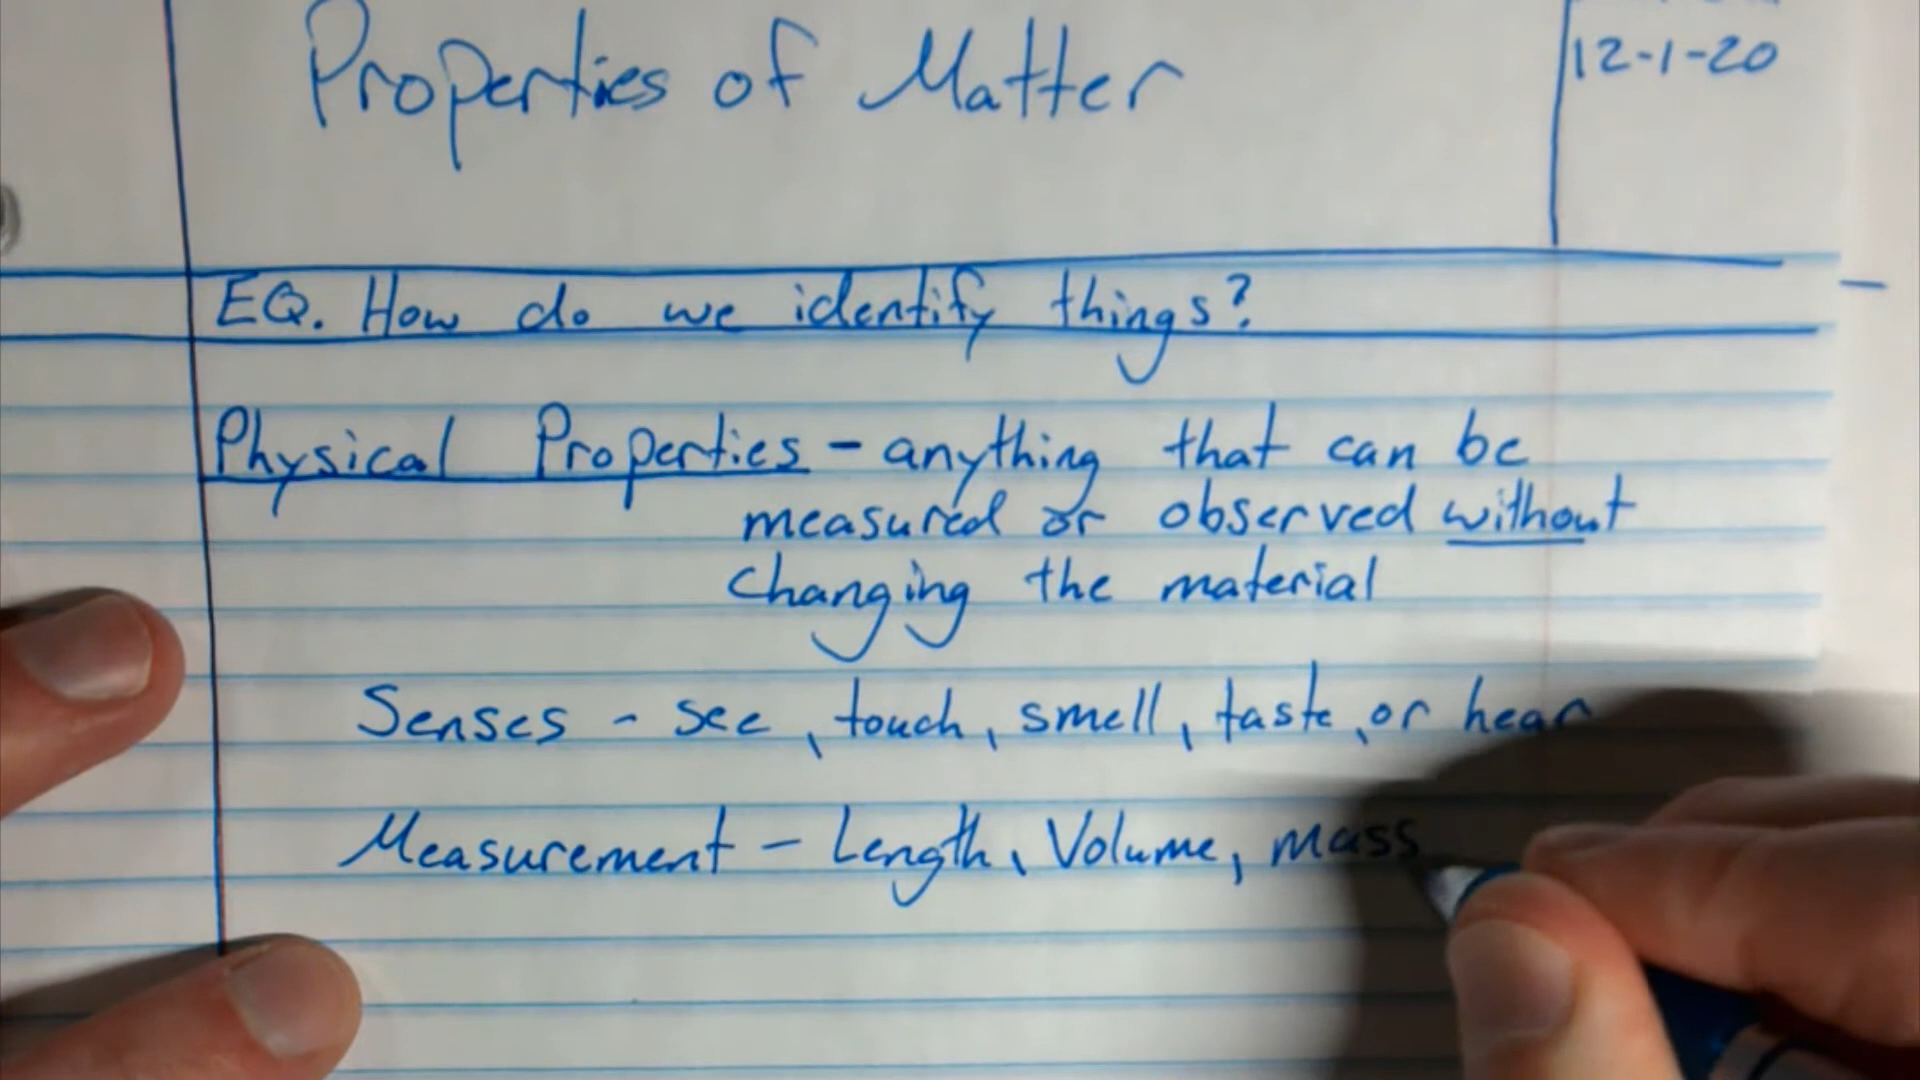 Properties of Matter
12-1-20
EQ. How do we identify things?
Physical Properties - anything that can be
measured or observed without
changing the material
Senses - see, touch, smell, taste, or hear
Measurement - Length, Volume, mass